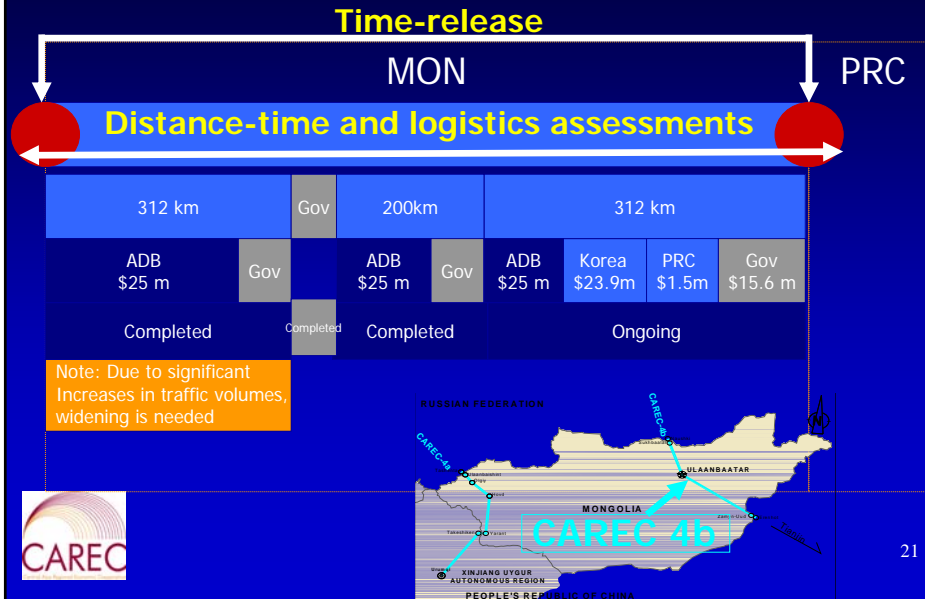 Time-release
MON
PRC
Distance-time and logistics assessments
312 km
Gov
200km
312 km
ADB
$25 m
Gov
ADB
$25 m
Gov
ADB
$25 m
Korea
$23.9m
PRC
$1.5m
Gov
$15.6 m
Completed
Completed
Completed
Ongoing
Note: Due to significant
Increases in traffic volumes,
widening is needed
RUSSIAN FEDERATION
CAREC-4a
CAREC-4b
ULAANBAATAR
MONGOLIA
CAREC 4b
Yarant
XINJIANG UYGUR
AUTONOMOUS REGION
PEOPLE'S REPUBLIC OF CHINA
CAREC
21